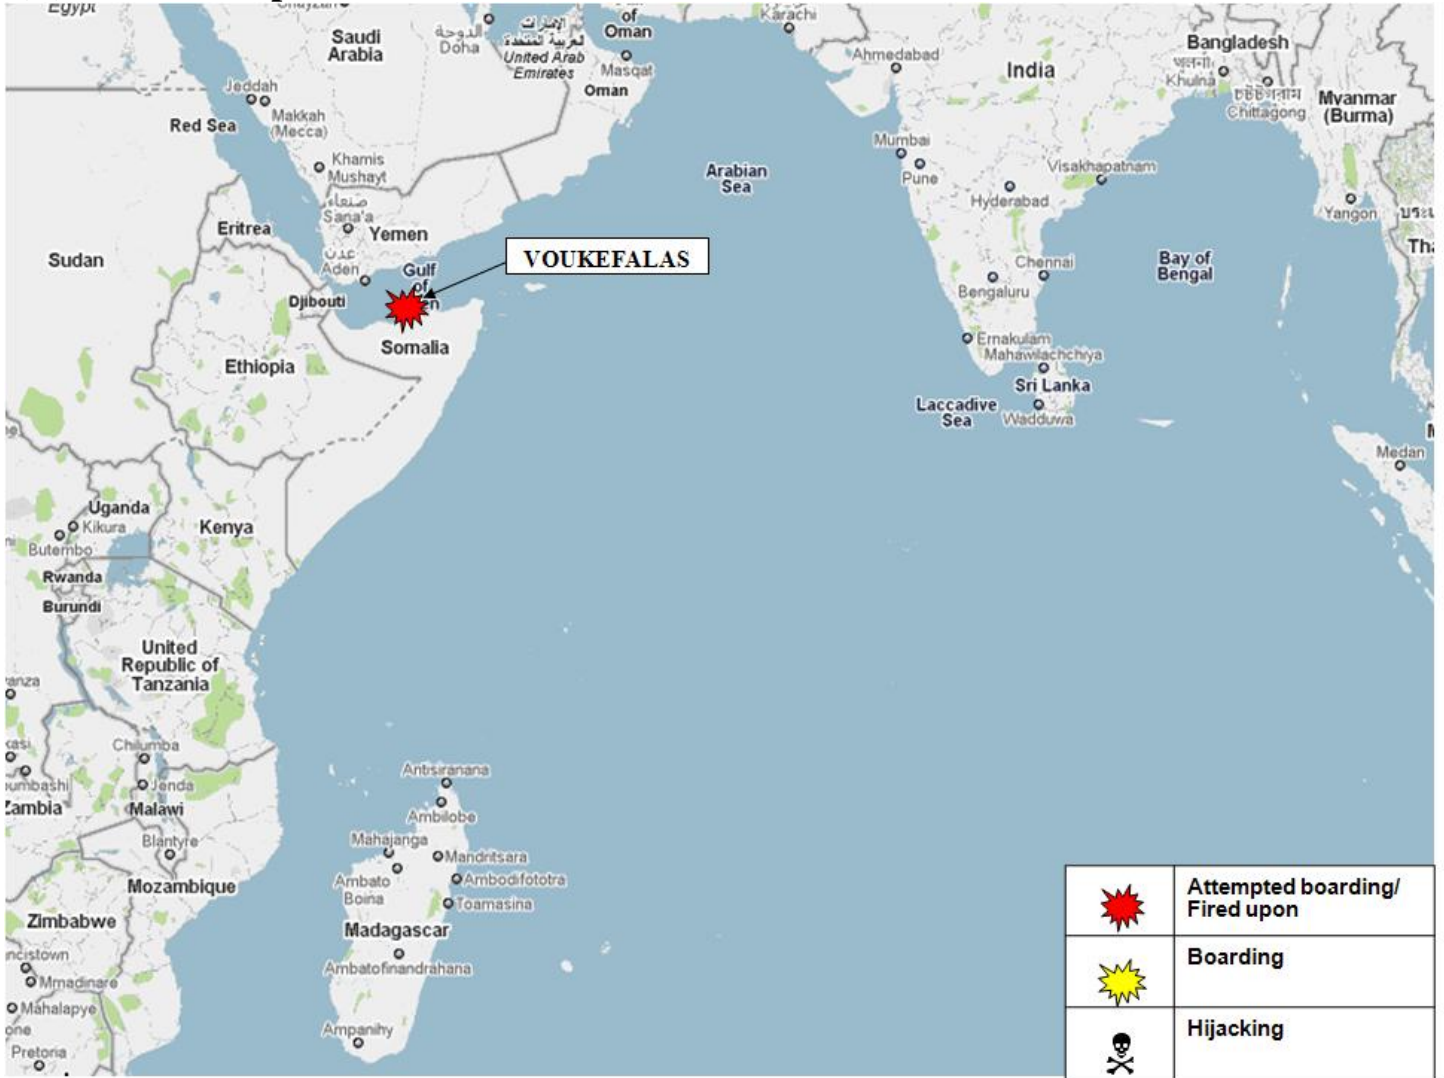 Egypt
Saudi
Arabia
الدوحة
Doha
الإمارات
العربية المتحدة
United Arab
Emirates
of
Oman
Masqat
Oman
Karachi
Ahmedabad
India
Bangladesh
Khulna
Chittagong
Myanmar
(Burma)
Jeddah
Makkah
(Mecca)
Red Sea
Khamis
Mushayt
صنعاء
Sana'a
Yemen
عدن
Aden
Eritrea
Sudan
Djibouti
Gulf
of
VOUKEFALAS
Arabian
Sea
Mumbai
Pune
Hyderabad
Visakhapatnam
Yangon
Bay of
Bengal
Chennai
Bengaluru
Ernakulam
Mahawilachchiya
Sri Lanka
Wadduwa
Laccadive
Sea
Medan
Somalia
Ethiopia
Uganda
Kikura
Butembo
Kenya
Rwanda
Burundi
United
Republic of
Tanzania
Chilumba
Jenda
Malawi
Zambia
Blantyre
Mozambique
Zimbabwe
Mmadinare
Mahalapye
Pretoria
Antisiranana
Ambilobe
Mahajanga
Mandritsara
Ambato
Boina
Ambodifototra
Toamasina
Madagascar
Ambatofinandrahana
Ampanihy
Attempted boarding/
Fired upon
Boarding
Hijacking